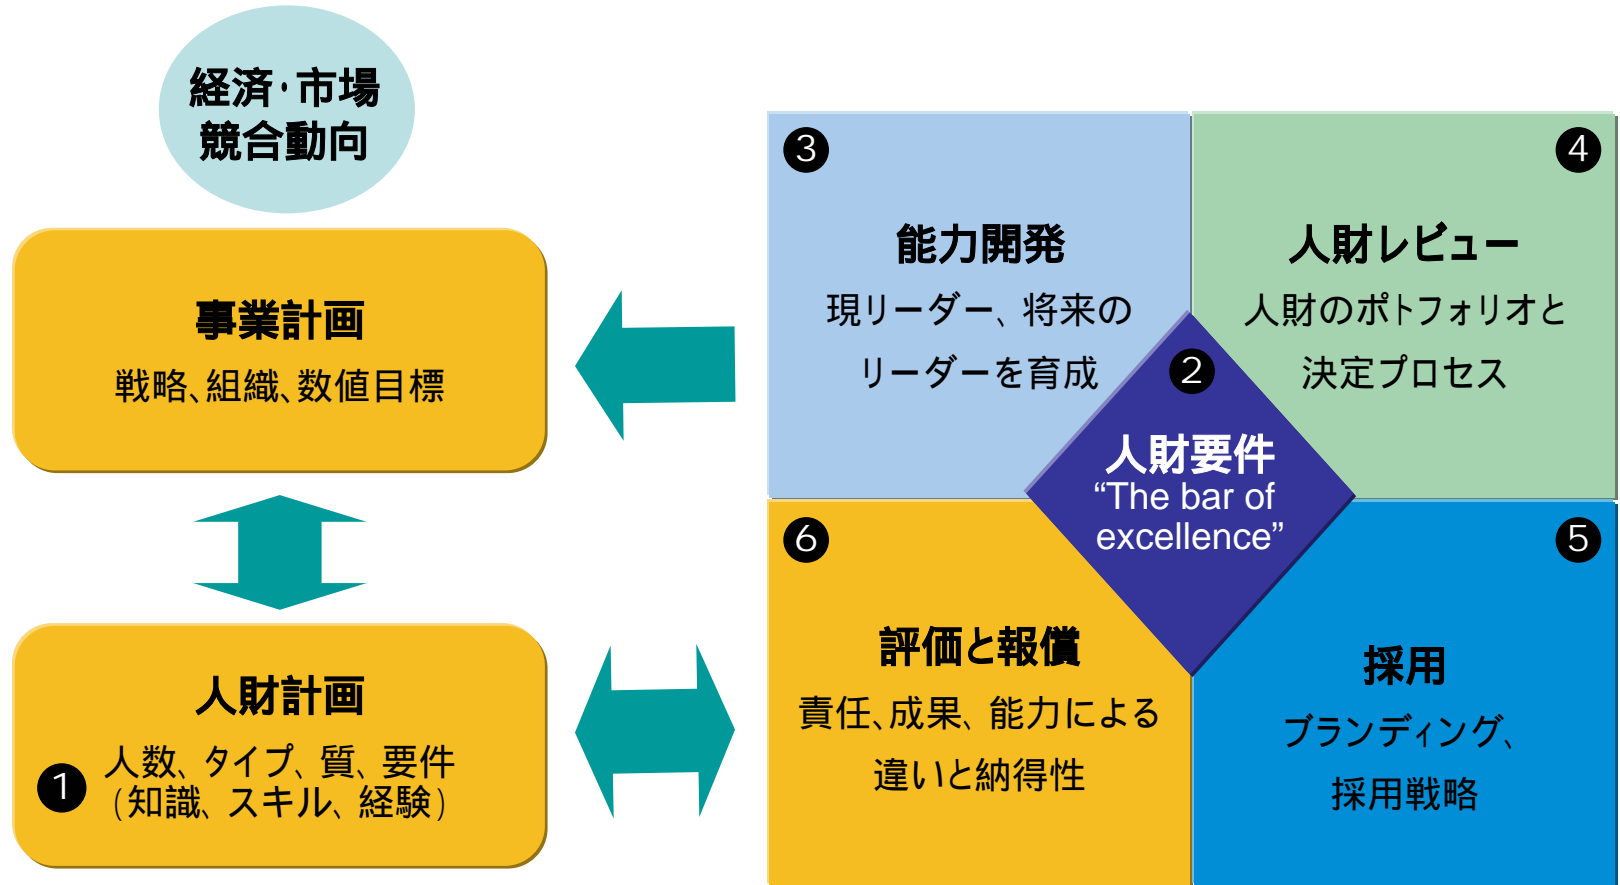 経済・市場
競合動向
事業計画
戦略、組織、数値目標
人財計画
❶
人数、タイプ、質、要件
(知識、スキル、経験)
❸
能力開発
現リーダー、将来の
リーダーを育成
❹
人財レビュー
人財のポトフォリオと
決定プロセス
❷
人財要件
“The bar of
excellence”
❻
評価と報償
責任、成果、能力による
違いと納得性
❺
採用
ブランディング、
採用戦略